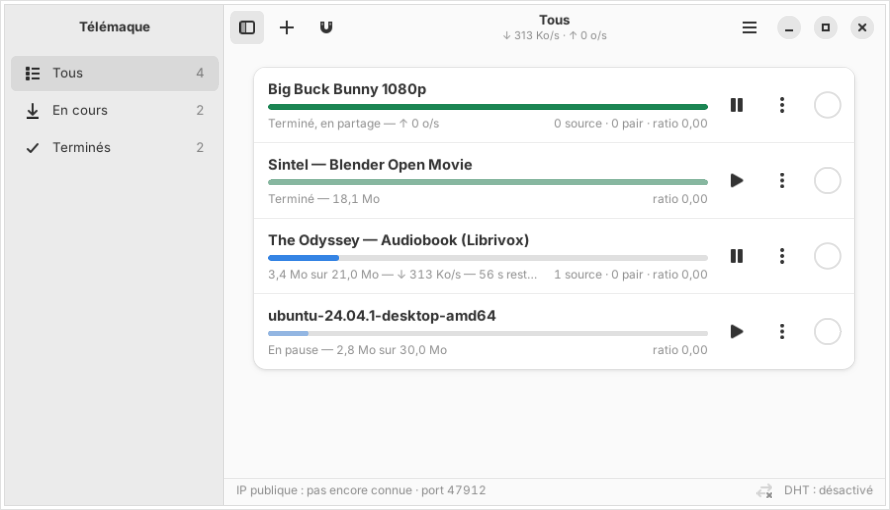 Télémaque
Tous 4
En cours 2
Terminés 2
Tous
↓ 313 Ko/s · ↑ 0 o/s
Big Buck Bunny 1080p
Terminé, en partage — ↑ 0 o/s 0 source · 0 pair · ratio 0,00
Sintel — Blender Open Movie
Terminé — 18,1 Mo ratio 0,00
The Odyssey — Audiobook (Librivox)
3,4 Mo sur 21,0 Mo — ↓ 313 Ko/s — 56 s rest… 1 source · 0 pair · ratio 0,00
ubuntu-24.04.1-desktop-amd64
En pause — 2,8 Mo sur 30,0 Mo ratio 0,00
IP publique : pas encore connue · port 47912 DHT : désactivé